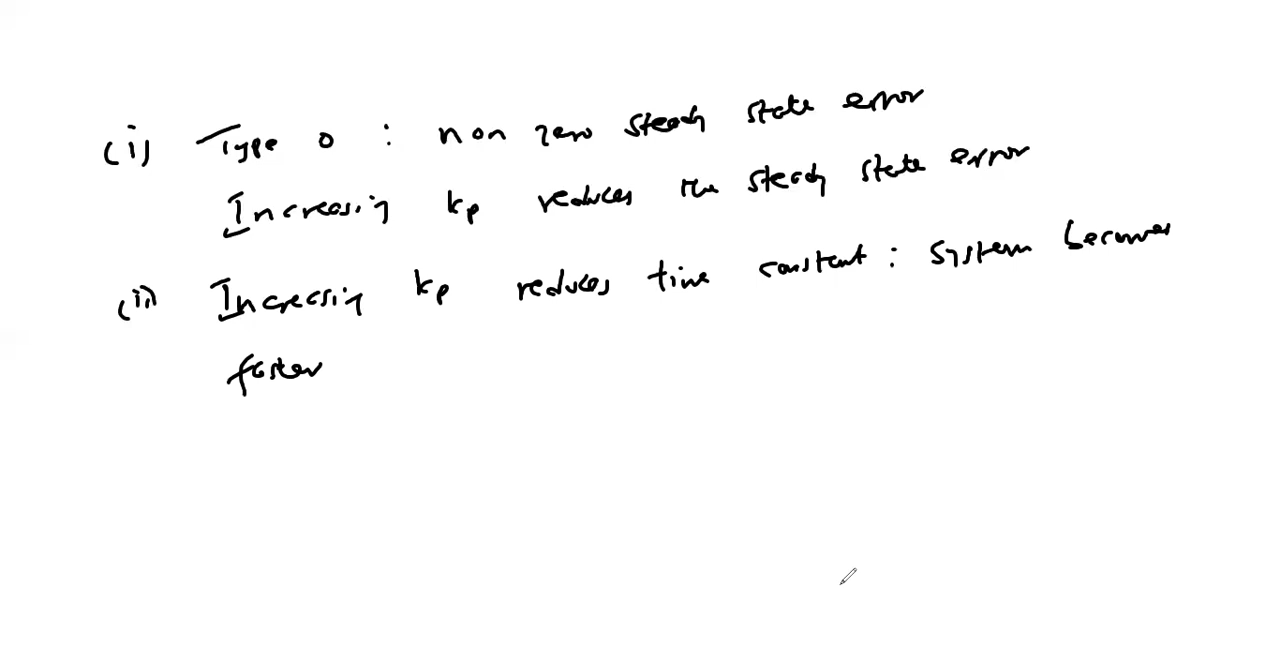 (i) Type 0 : non zero steady state error
Increasing kp reduces the steady state error
(ii) Increasing kp reduces time constant : system becomes
faster